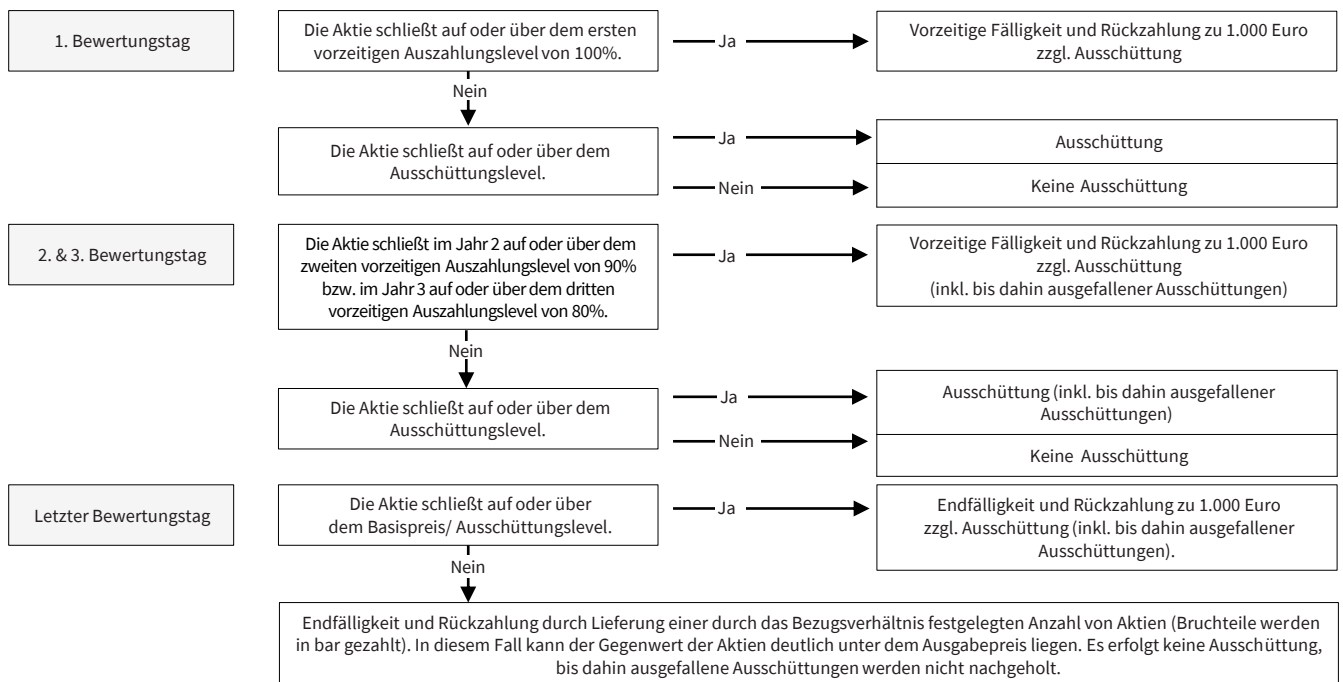 1. Bewertungstag
Die Aktie schließt auf oder über dem ersten
vorzeitigen Auszahlungslevel von 100%.
Ja
Vorzeitige Fälligkeit und Rückzahlung zu 1.000 Euro
zzgl. Ausschüttung
Nein
Die Aktie schließt auf oder über dem
Ausschüttungslevel.
Ja
Ausschüttung
Nein
Keine Ausschüttung
2. & 3. Bewertungstag
Die Aktie schließt im Jahr 2 auf oder über dem
zweiten vorzeitigen Auszahlungslevel von 90%
bzw. im Jahr 3 auf oder über dem dritten
vorzeitigen Auszahlungslevel von 80%.
Ja
Vorzeitige Fälligkeit und Rückzahlung zu 1.000 Euro
zzgl. Ausschüttung
(inkl. bis dahin ausgefallener Ausschüttungen)
Nein
Die Aktie schließt auf oder über dem
Ausschüttungslevel.
Ja
Ausschüttung (inkl. bis dahin ausgefallener
Ausschüttungen)
Nein
Keine Ausschüttung
Letzter Bewertungstag
Die Aktie schließt auf oder über
dem Basispreis/ Ausschüttungslevel.
Ja
Endfälligkeit und Rückzahlung zu 1.000 Euro
zzgl. Ausschüttung (inkl. bis dahin ausgefallener
Ausschüttungen).
Nein
Endfälligkeit und Rückzahlung durch Lieferung einer durch das Bezugsverhältnis festgelegten Anzahl von Aktien (Bruchteile werden
in bar gezahlt). In diesem Fall kann der Gegenwert der Aktien deutlich unter dem Ausgabepreis liegen. Es erfolgt keine Ausschüttung,
bis dahin ausgefallene Ausschüttungen werden nicht nachgeholt.